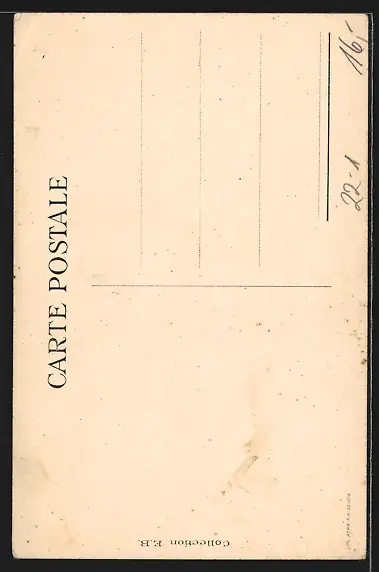 CARTE POSTALE
22-1
16,-
Collection E.B.